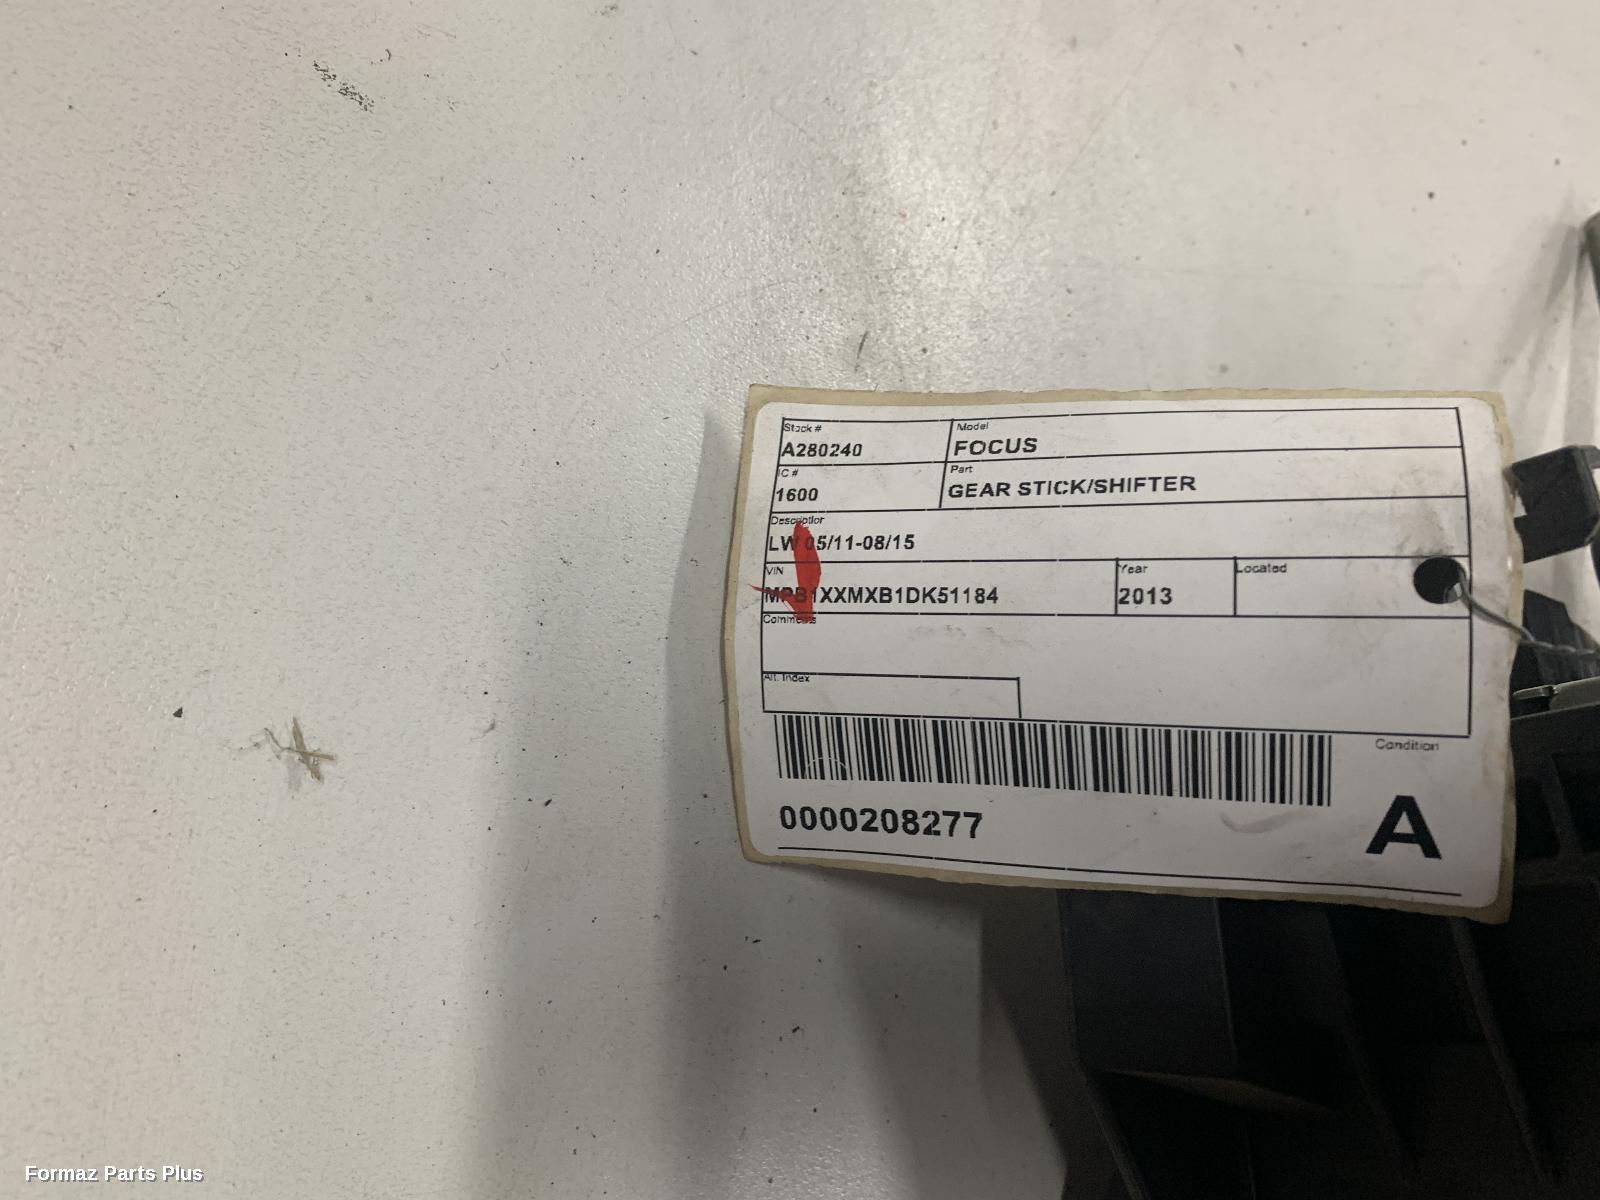 Stock #
A280240
Model
FOCUS
IC #
1600
Part
GEAR STICK/SHIFTER
Description
LW 05/11-08/15
VIN
MPB1XXMXB1DK51184
Year
2013
Located
Comments
Alt. Index
0000208277
Condition
A
Formaz Parts Plus